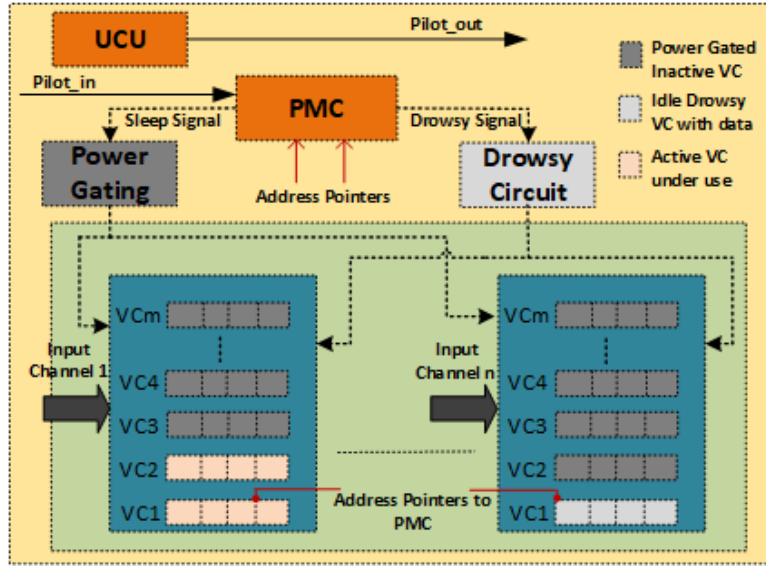 UCU
Pilot_out
Pilot_in
PMC
Sleep Signal
Drowsy Signal
Power
Gating
Address Pointers
Drowsy
Circuit
Power Gated
Inactive VC
Idle Drowsy
VC with data
Active VC
under use
Input
Channel 1
VCm
VC4
VC3
VC2
VC1
Input
Channel n
VCm
VC4
VC3
VC2
VC1
Address Pointers to
PMC